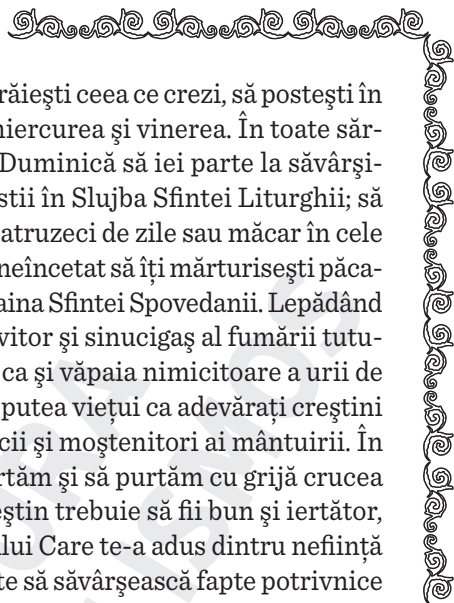 răiești ceea ce crezi, să postești în
iercurea și vinerea. În toate săr-
Duminică să iei parte la săvârși-
stii în Slujba Sfintei Liturghii; să
atruzeci de zile sau măcar în cele
neîncetat să îți mărturisești păca-
aina Sfintei Spovedanii. Lepădând
vitor și sinucigaș al fumării tutu-
ca și văpaia nimicitoare a urii de
putea viețui ca adevărați creștini
cii și moștenitori ai mântuirii. În
rtăm și să purtăm cu grijă crucea
eștin trebuie să fii bun și iertător,
lui Care te-a adus dintru neființă
te să săvârșească fapte potrivnice